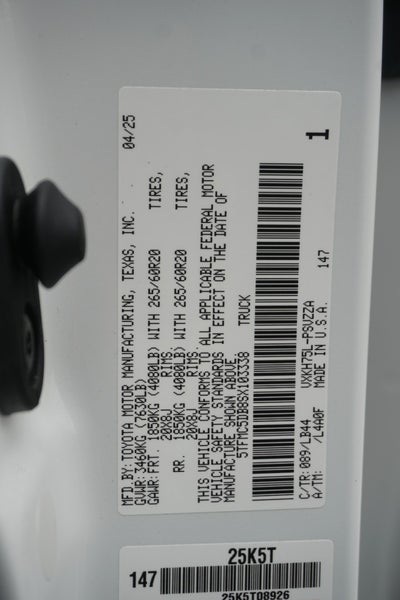 MFD.BY:TOYOTA MOTOR MANUFACTURING, TEXAS, INC. 04/25
GVWR: 3460KG ( 7630LB)
GAWR: FRT. 1850KG (4080LB) WITH 265/60R20 TIRES,
20X8J RIMS.
RR. 1850KG (4080LB) WITH 265/60R20 TIRES,
20X8J RIMS.
THIS VEHICLE CONFORMS TO ALL APPLICABLE FEDERAL MOTOR
VEHICLE SAFETY STANDARDS IN EFFECT ON THE DATE OF
MANUFACTURE SHOWN ABOVE.
5TFMC5DB8SX103338 TRUCK
C/TR: 089/LB44 VXKH75L-PSVZZA 147 1
A/TM: /L4A0F MADE IN U.S.A.
25K5T
147
25K5T08926